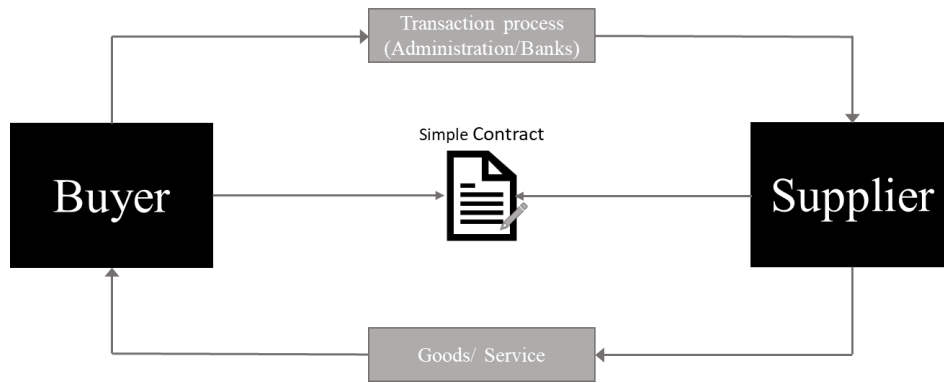 Transaction process
(Administration/Banks)
Simple Contract
Buyer
Supplier
Goods/ Service